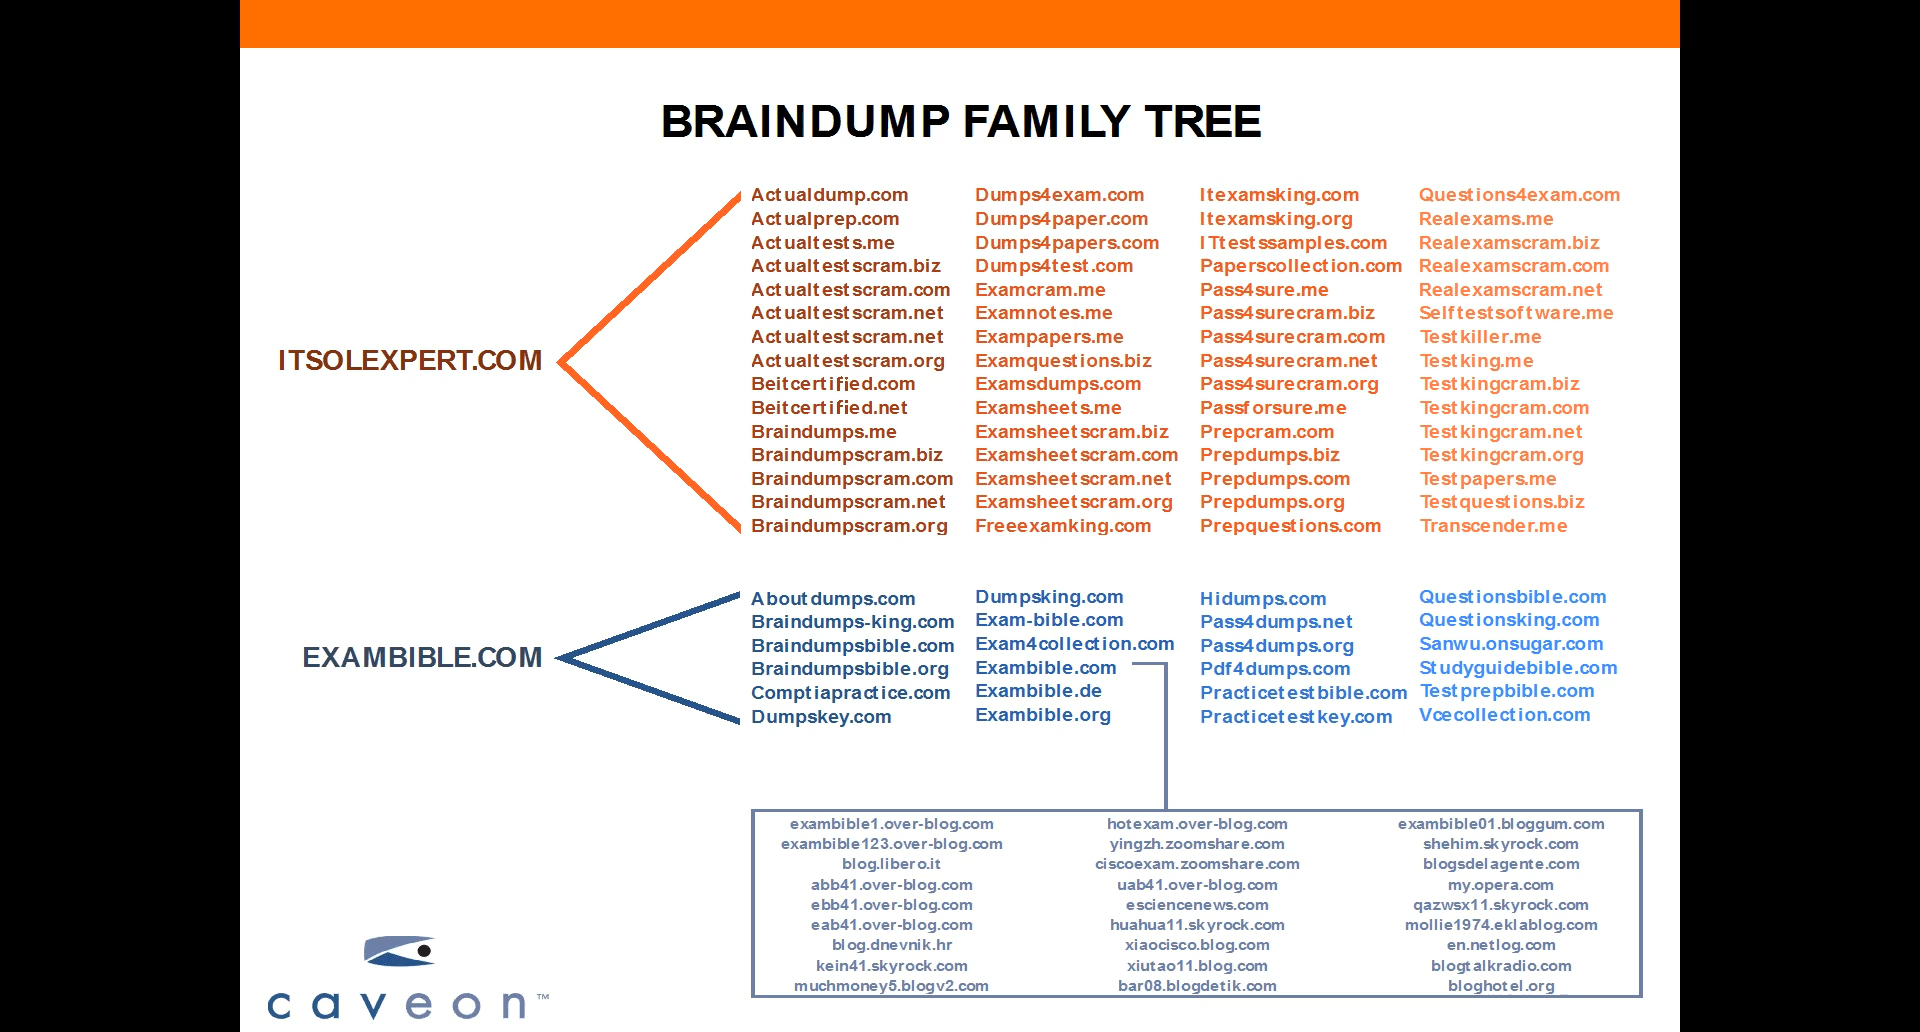 BRAINDUMP FAMILY TREE
ITSOLEXPERT.COM
Actualdump.com
Actualprep.com
Actualtests.me
Actualtestscram.biz
Actualtestscram.com
Actualtestscram.net
Actualtestscram.net
Actualtestscram.org
Beitcertified.com
Beitcertified.net
Braindumps.me
Braindumpscram.biz
Braindumpscram.com
Braindumpscram.net
Braindumpscram.org
Dumps4exam.com
Dumps4paper.com
Dumps4papers.com
Dumps4test.com
Examcram.me
Examnotes.me
Exampapers.me
Examquestions.biz
Examsdumps.com
Examsheets.me
Examsheetscram.biz
Examsheetscram.com
Examsheetscram.net
Examsheetscram.org
Freeexamking.com
Itexamsking.com
Itexamsking.org
ITtestssamples.com
Paperscollection.com
Pass4sure.me
Pass4surecram.biz
Pass4surecram.com
Pass4surecram.net
Pass4surecram.org
Passforsure.me
Prepcram.com
Prepdumps.biz
Prepdumps.com
Prepdumps.org
Prepquestions.com
Questions4exam.com
Realexams.me
Realexamscram.biz
Realexamscram.com
Realexamscram.net
Selftestsoftware.me
Testkiller.me
Testking.me
Testkingcram.biz
Testkingcram.com
Testkingcram.net
Testkingcram.org
Testpapers.me
Testquestions.biz
Transcender.me
EXAMBIBLE.COM
Aboutdumps.com
Braindumps-king.com
Braindumpsbible.com
Braindumpsbible.org
Comptiapractice.com
Dumpskey.com
Dumpsking.com
Exam-bible.com
Exam4collection.com
Exambible.com
Exambible.de
Exambible.org
Hidumps.com
Pass4dumps.net
Pass4dumps.org
Pdf4dumps.com
Practicetestbible.com
Practicetestkey.com
Questionsbible.com
Questionsking.com
Sanwu.onsugar.com
Studyguidebible.com
Testprepbible.com
Vcecollection.com
exambible1.over-blog.com
exambible123.over-blog.com
blog.libero.it
abb41.over-blog.com
ebb41.over-blog.com
eab41.over-blog.com
blog.dnevnik.hr
kein41.skyrock.com
muchmoney5.blogv2.com
hotexam.over-blog.com
yingzh.zoomshare.com
ciscoexam.zoomshare.com
uab41.over-blog.com
esciencenews.com
huahua11.skyrock.com
xiaocisco.blog.com
xiutao11.blog.com
bar08.blogdetik.com
exambible01.bloggum.com
shehim.skyrock.com
blogsdelagente.com
my.opera.com
qazwsx11.skyrock.com
mollie1974.eklablog.com
en.netlog.com
blogtalkradio.com
bloghotel.org
caveon™